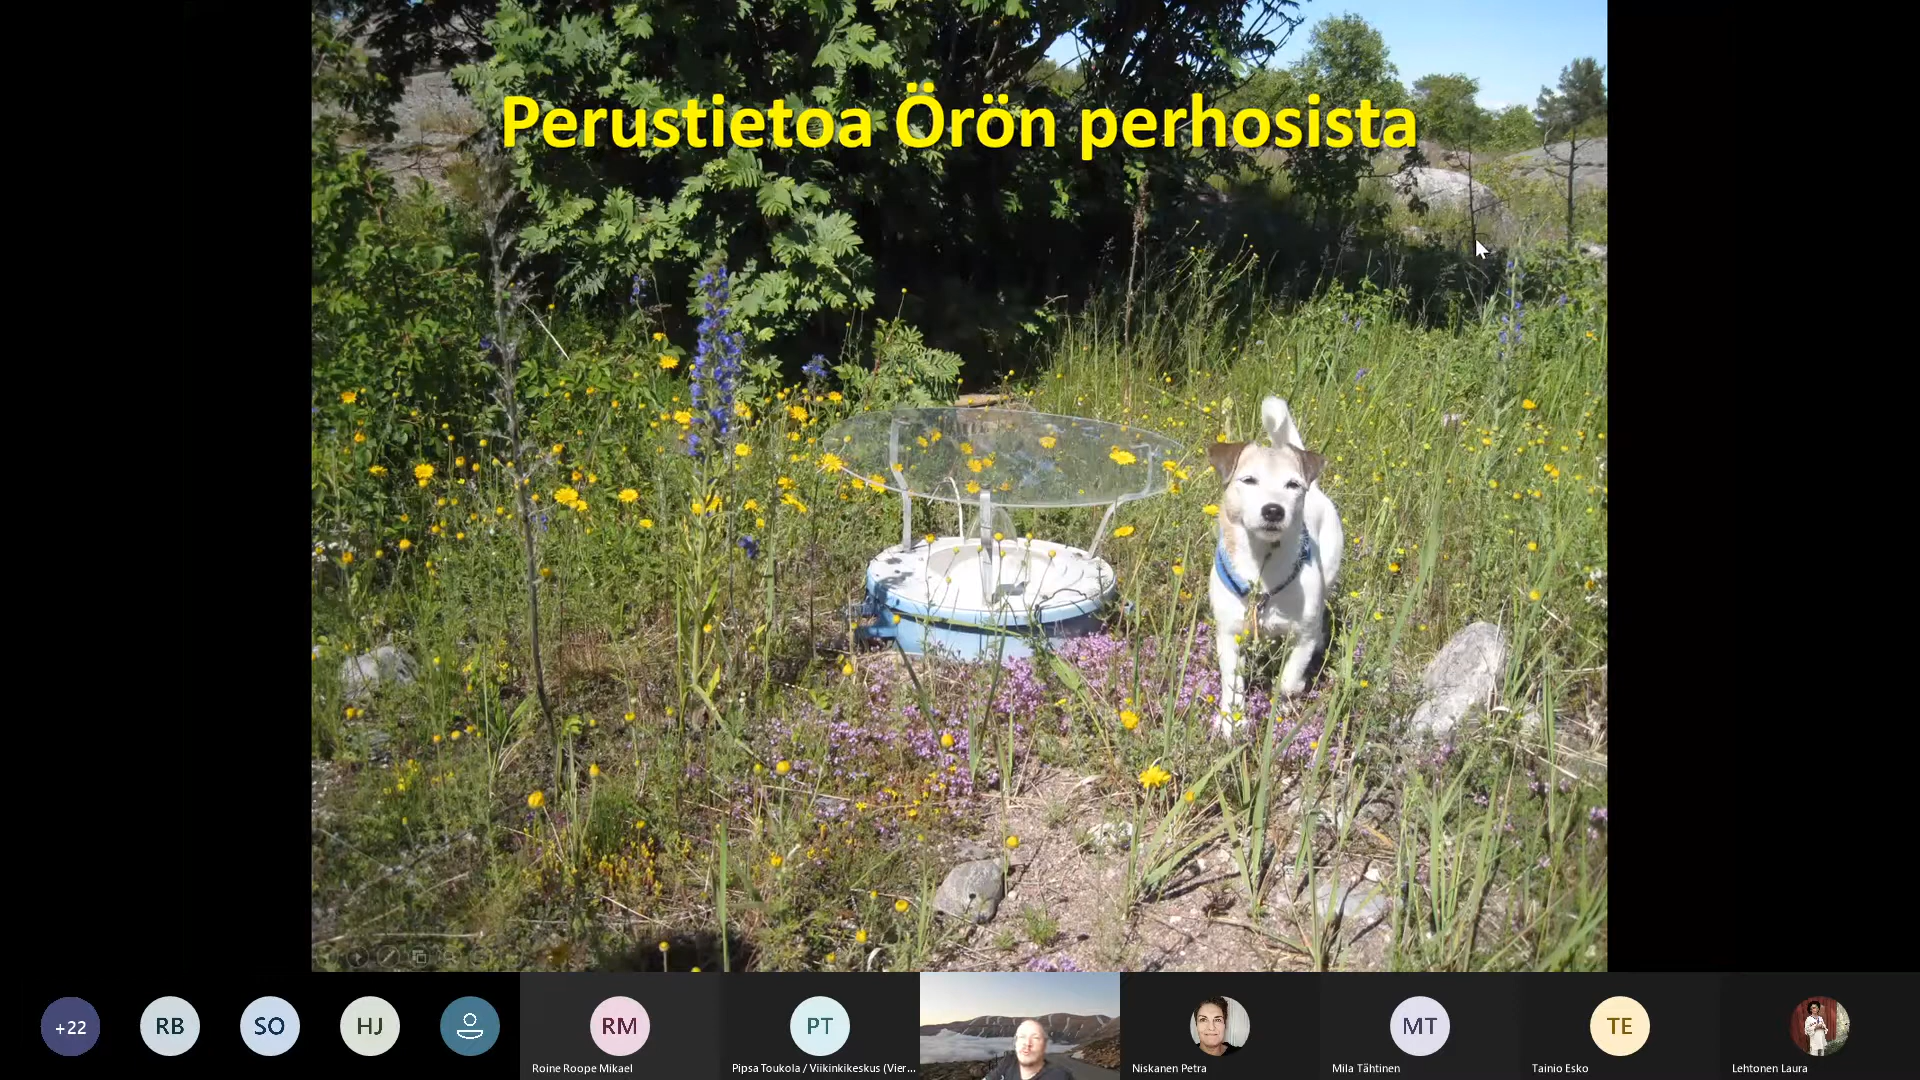 Perustietoa Örön perhosista
+22
RB
SO
HJ
RM
PT
MT
TE
Roine Roope Mikael
Pipsa Toukola / Viikinkikeskus (Vier...
Niskanen Petra
Mila Tähtinen
Tainio Esko
Lehtonen Laura